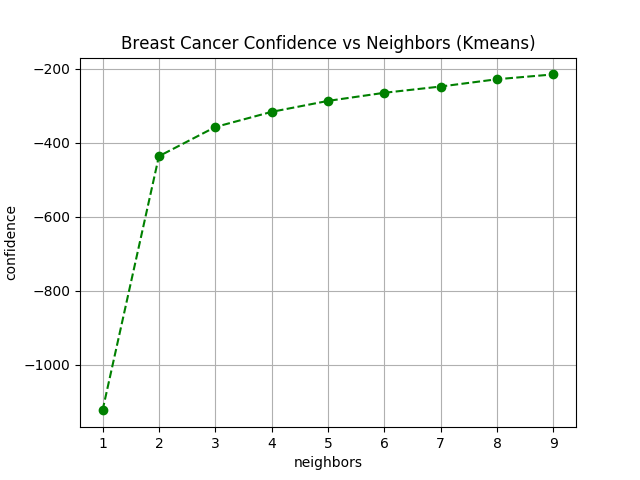 Breast Cancer Confidence vs Neighbors (Kmeans)
−200
−400
−600
−800
−1000
confidence
1 2 3 4 5 6 7 8 9
neighbors